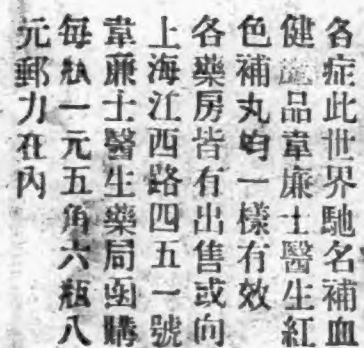 各症此世界馳名補血
健腦品韋廉士醫生紅
色補丸均一樣有效
各藥房皆有出售或向
上海江西路四五一號
韋廉士醫生藥局函購
每瓶一元五角六瓶八
元郵力在內